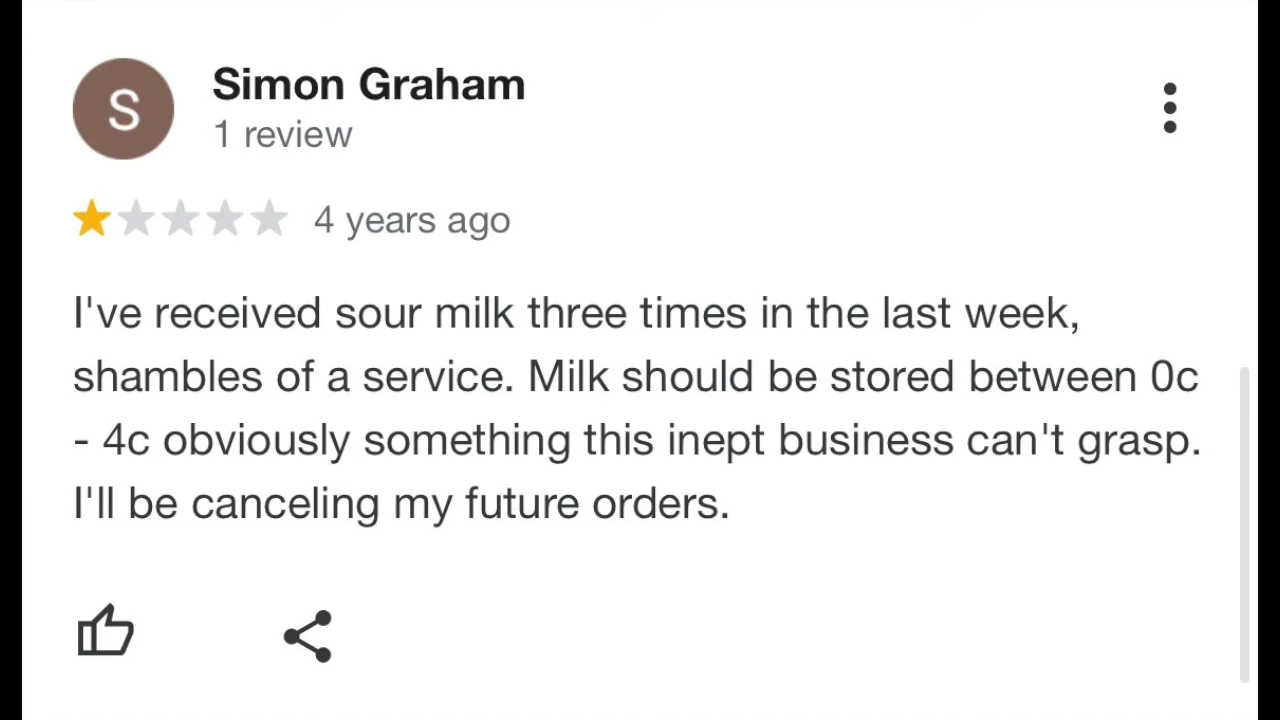 S
Simon Graham
1 review
4 years ago
I've received sour milk three times in the last week,
shambles of a service. Milk should be stored between 0c
- 4c obviously something this inept business can't grasp.
I'll be canceling my future orders.